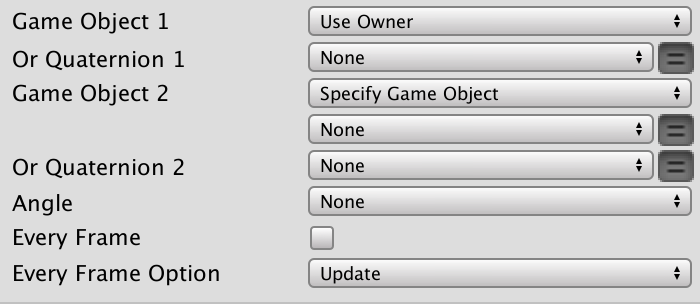 Game Object 1 Use Owner
Or Quaternion 1 None
Game Object 2 Specify Game Object
None
Or Quaternion 2 None
Angle None
Every Frame
Every Frame Option Update